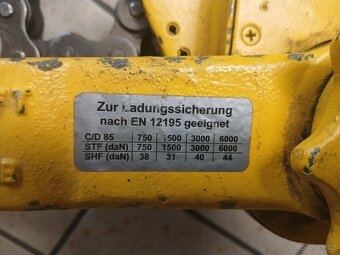 Zur Ladungssicherung
nach EN 12195 geeignet
C/D 85 750 1500 3000 6000
STF (daN) 750 1500 3000 6000
SHF (daN) 38 31 40 44